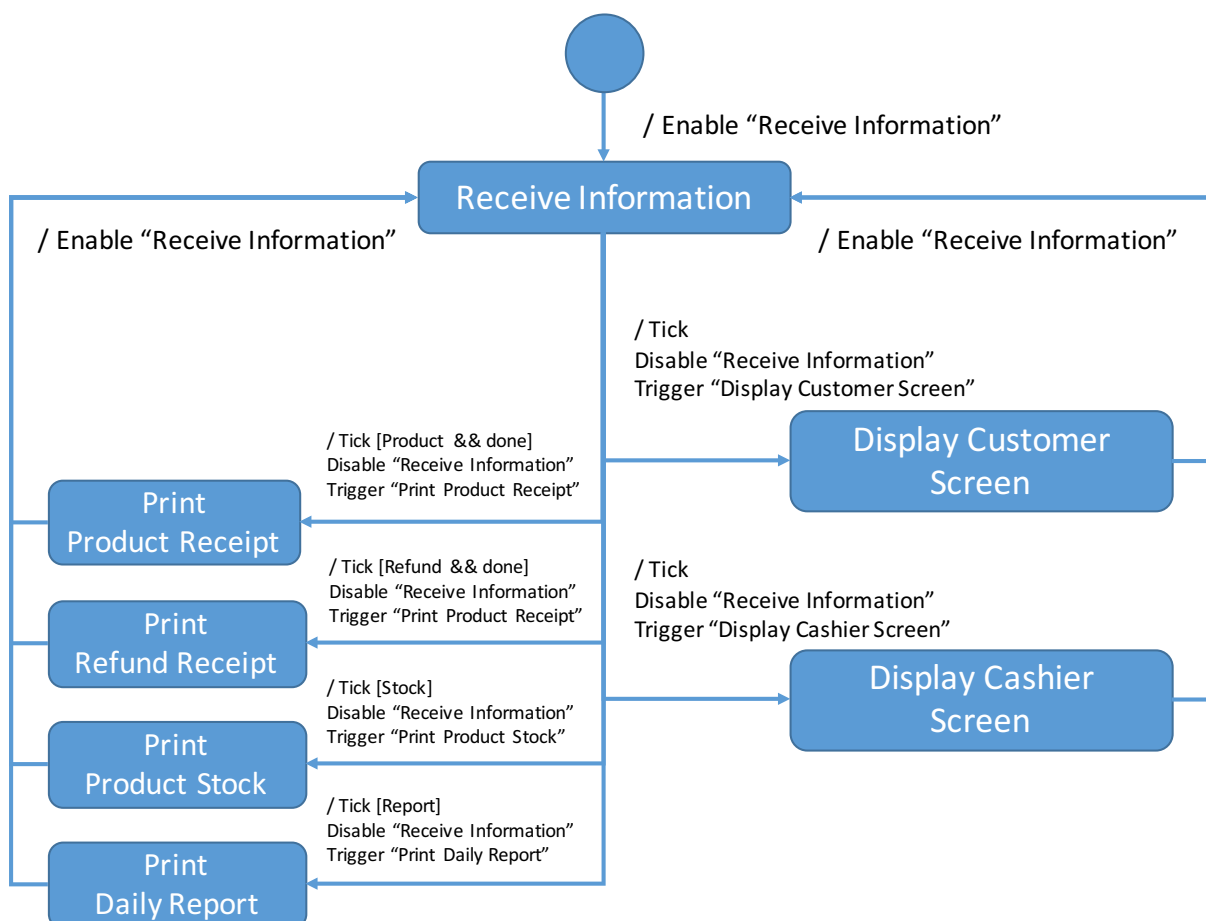 / Enable “Receive Information”
Receive Information
/ Enable “Receive Information”
/ Enable “Receive Information”
/ Tick
Disable “Receive Information”
Trigger “Display Customer Screen”
Display Customer
Screen
/ Tick [Product && done]
Disable “Receive Information”
Trigger “Print Product Receipt”
Print
Product Receipt
/ Tick [Refund && done]
Disable “Receive Information”
Trigger “Print Product Receipt”
Print
Refund Receipt
/ Tick
Disable “Receive Information”
Trigger “Display Cashier Screen”
Display Cashier
Screen
/ Tick [Stock]
Disable “Receive Information”
Trigger “Print Product Stock”
Print
Product Stock
/ Tick [Report]
Disable “Receive Information”
Trigger “Print Daily Report”
Print
Daily Report